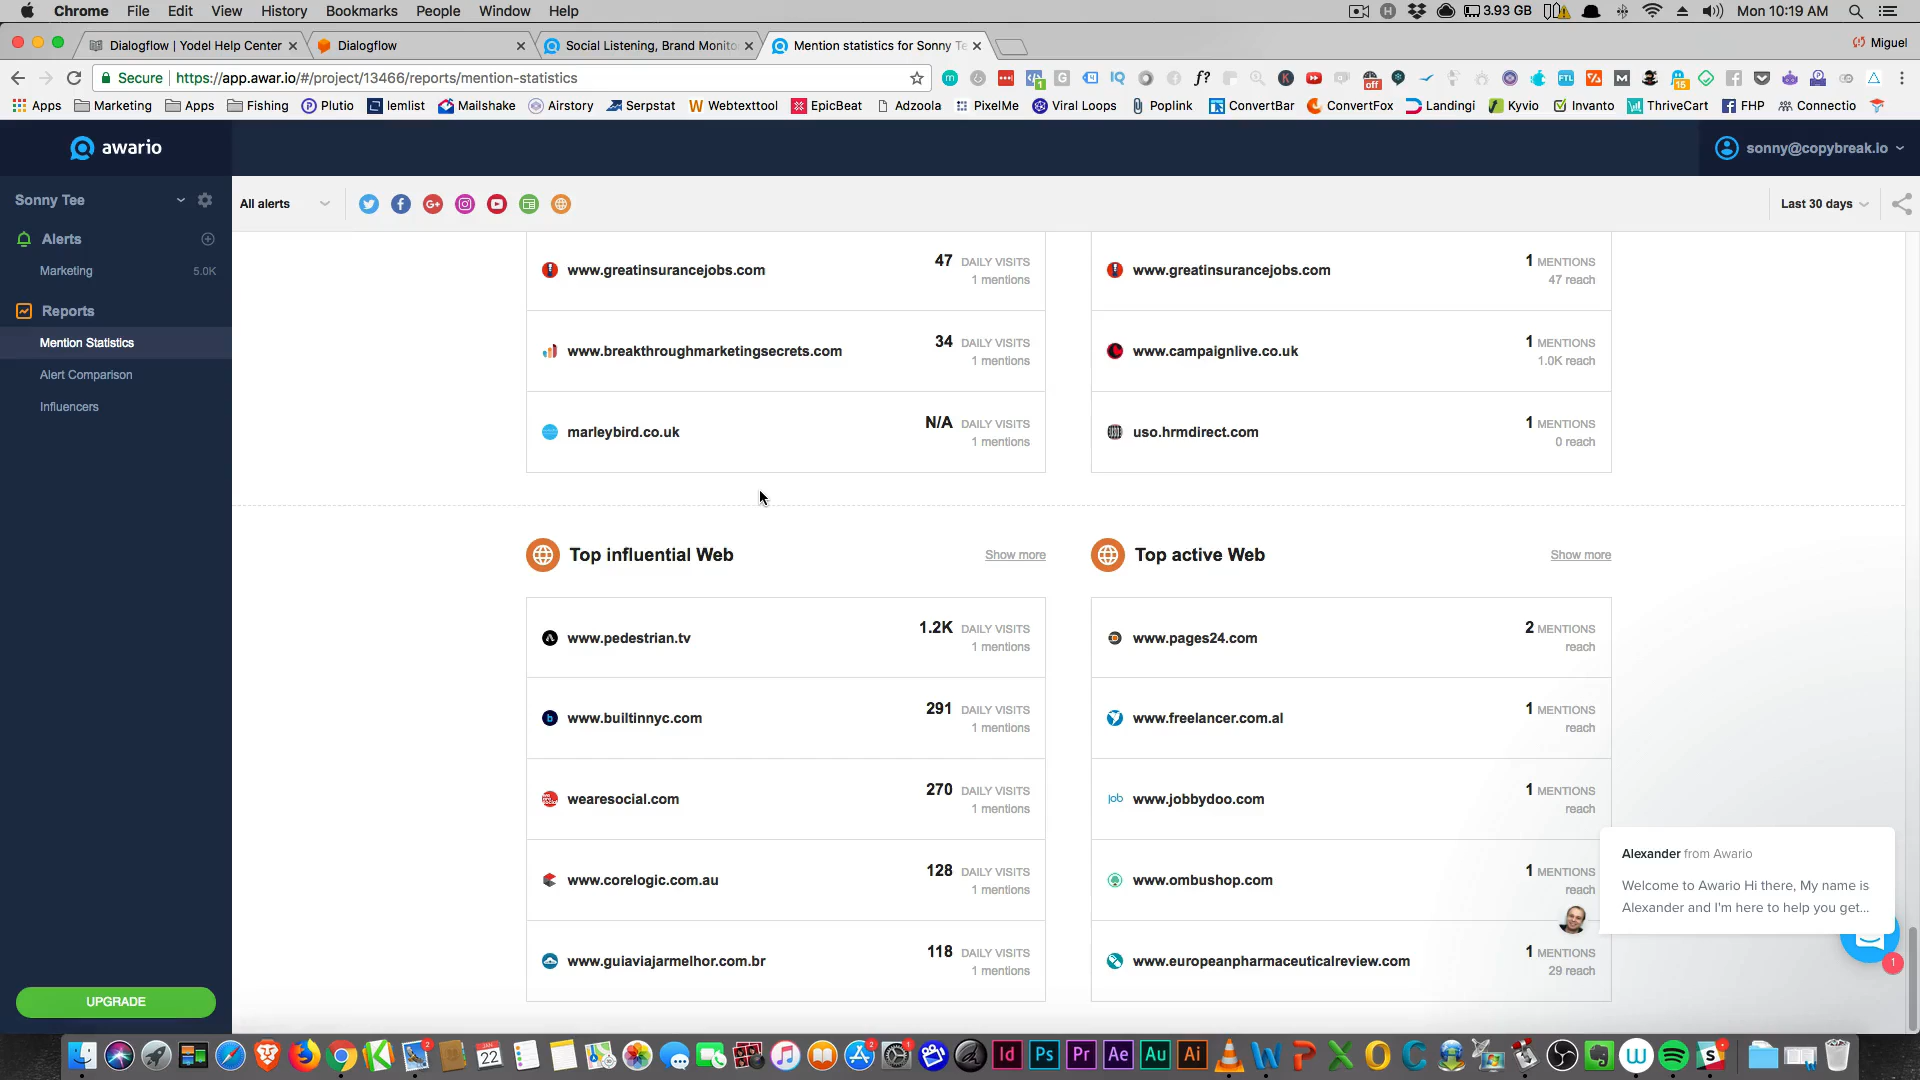 Chrome File Edit View History Bookmarks People Window Help 3.93 GB Mon 10:19 AM
Dialogflow | Yodel Help Center Dialogflow Social Listening, Brand Monito Mention statistics for Sonny Te Miguel
Secure https://app.awar.io/#/project/13466/reports/mention-statistics
Apps Marketing Apps Fishing Plutio lemlist Mailshake Airstory Serpstat Webtexttool EpicBeat Adzoola PixelMe Viral Loops Poplink ConvertBar ConvertFox Landingi Kyvio Invanto ThriveCart FHP Connectio
awario sonny@copybreak.io
Sonny Tee
All alerts
Last 30 days
Alerts
Marketing 5.0K
Reports
Mention Statistics
Alert Comparison
Influencers
UPGRADE
www.greatinsurancejobs.com 47 DAILY VISITS
1 mentions
www.breakthroughmarketingsecrets.com 34 DAILY VISITS
1 mentions
marleybird.co.uk N/A DAILY VISITS
1 mentions
www.greatinsurancejobs.com 1 MENTIONS
47 reach
www.campaignlive.co.uk 1 MENTIONS
1.0K reach
uso.hrmdirect.com 1 MENTIONS
0 reach
Top influential Web Show more
www.pedestrian.tv 1.2K DAILY VISITS
1 mentions
www.builtinnyc.com 291 DAILY VISITS
1 mentions
wearesocial.com 270 DAILY VISITS
1 mentions
www.corelogic.com.au 128 DAILY VISITS
1 mentions
www.guiaviajarmelhor.com.br 118 DAILY VISITS
1 mentions
Top active Web Show more
www.pages24.com 2 MENTIONS
reach
www.freelancer.com.al 1 MENTIONS
reach
job www.jobbydoo.com 1 MENTIONS
reach
www.ombushop.com 1 MENTIONS
reach
www.europeanpharmaceuticalreview.com 1 MENTIONS
29 reach
Alexander from Awario
Welcome to Awario Hi there, My name is
Alexander and I'm here to help you get...
1